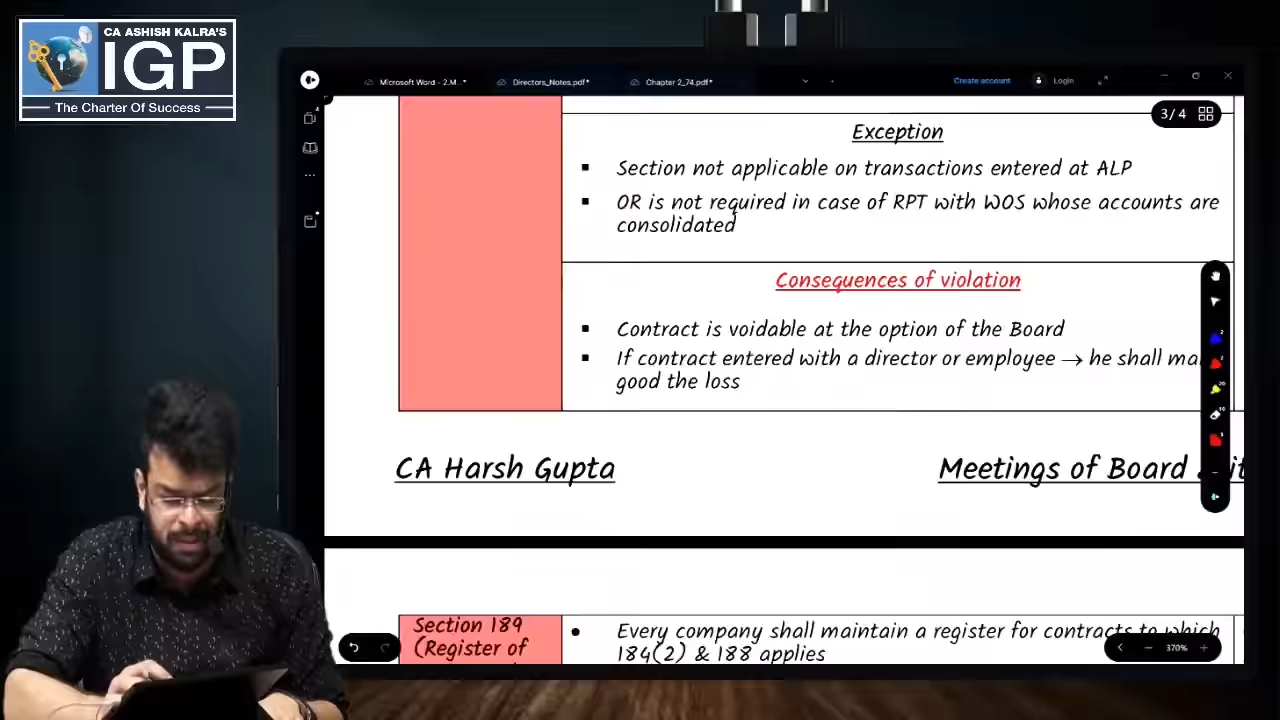 CA ASHISH KALRA'S
IGP
The Charter Of Success
Microsoft Word - 2.M...*
Directors_Notes.pdf*
Chapter 2_74.pdf*
Create account
Login
3/4
Exception
▪ Section not applicable on transactions entered at ALP
▪ OR is not required in case of RPT with WOS whose accounts are
consolidated
Consequences of violation
▪ Contract is voidable at the option of the Board
▪ If contract entered with a director or employee → he shall ma
good the loss
CA Harsh Gupta
Meetings of Board
Section 189
(Register of
• Every company shall maintain a register for contracts to which
184(2) & 188 applies
370%